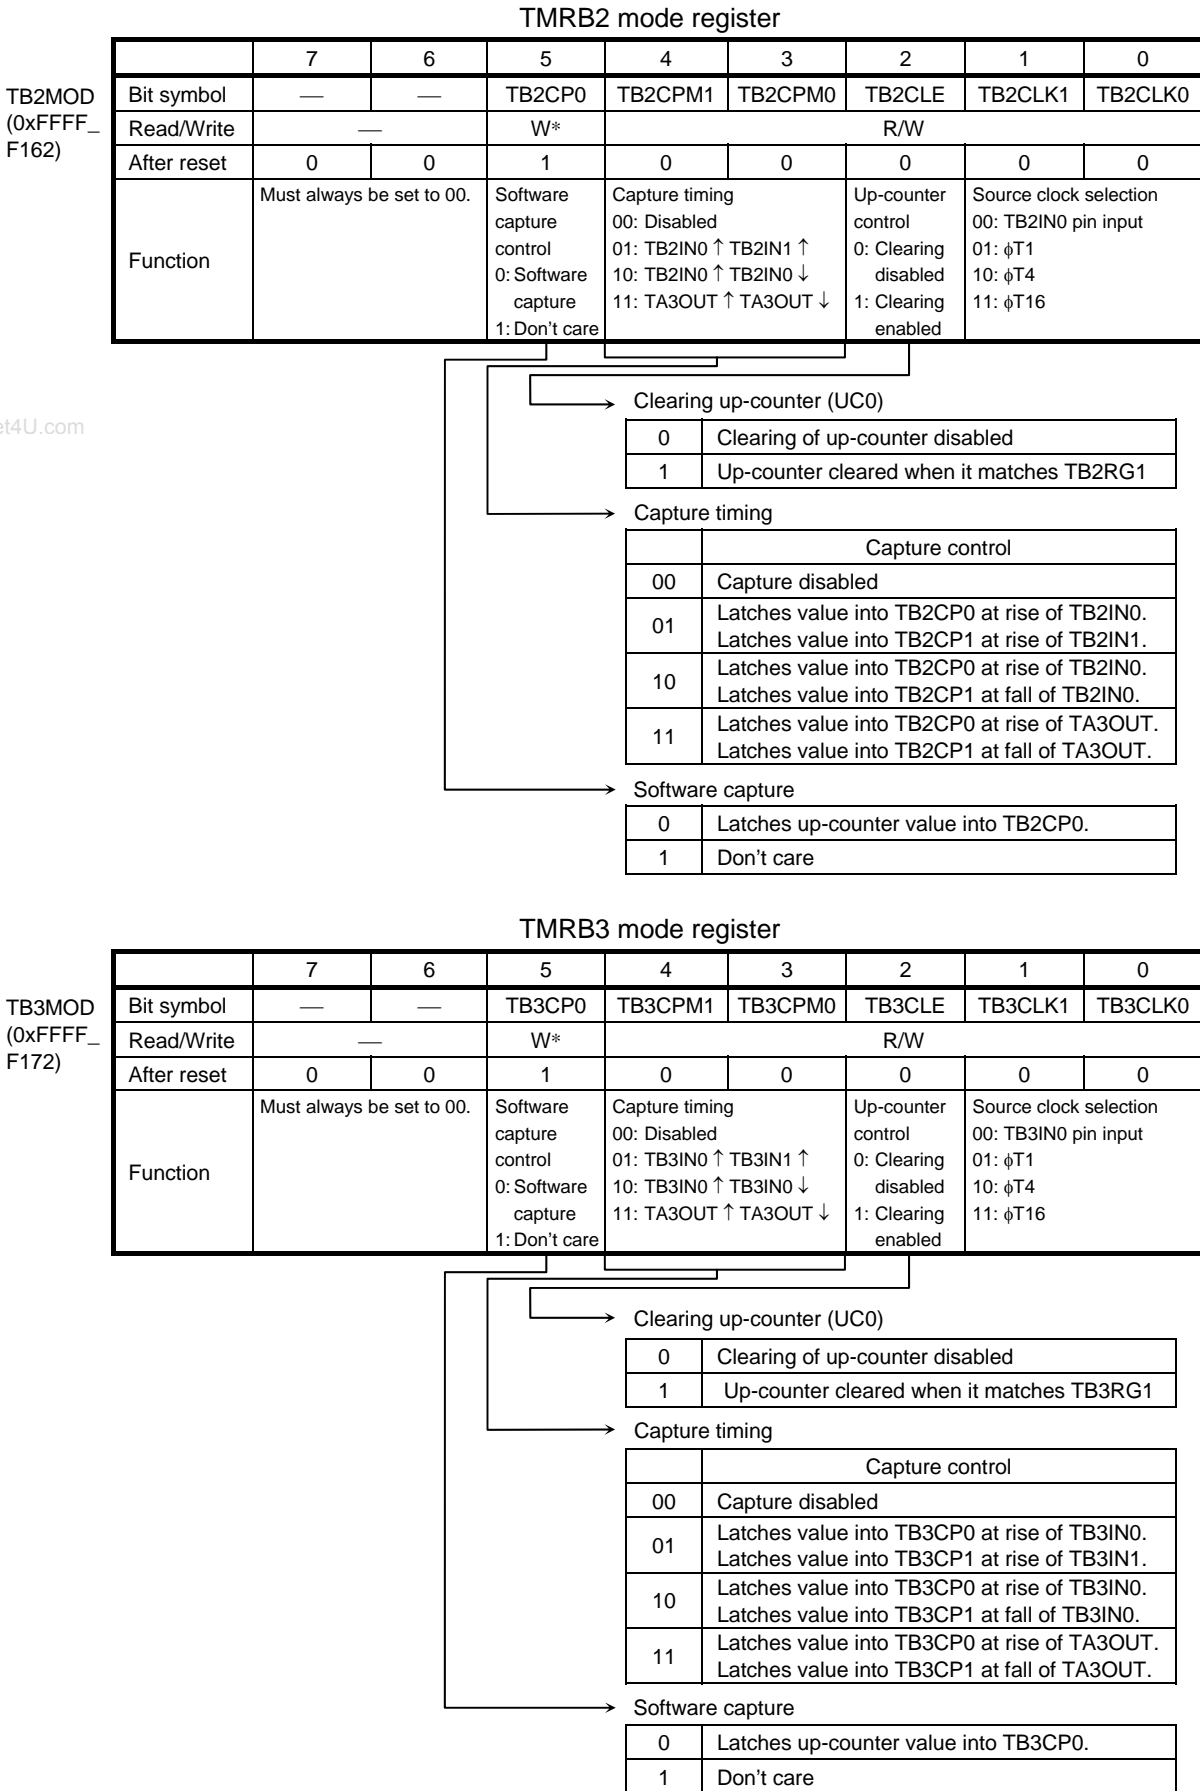 TMRB2 mode register
7 6 5 4 3 2 1 0
TB2MOD
(0xFFFF_
F162)
Bit symbol — — TB2CP0 TB2CPM1 TB2CPM0 TB2CLE TB2CLK1 TB2CLK0
Read/Write — W* R/W
After reset 0 0 1 0 0 0 0 0
Function
Must always be set to 00.
Software
capture
control
0: Software
capture
1: Don't care
Capture timing
00: Disabled
01: TB2IN0 ↑ TB2IN1 ↑
10: TB2IN0 ↑ TB2IN0 ↓
11: TA3OUT ↑ TA3OUT ↓
Up-counter
control
0: Clearing
disabled
1: Clearing
enabled
Source clock selection
00: TB2IN0 pin input
01: ϕT1
10: ϕT4
11: ϕT16
et4U.com
Clearing up-counter (UC0)
0 Clearing of up-counter disabled
1 Up-counter cleared when it matches TB2RG1
Capture timing
Capture control
00 Capture disabled
01 Latches value into TB2CP0 at rise of TB2IN0.
Latches value into TB2CP1 at rise of TB2IN1.
10 Latches value into TB2CP0 at rise of TB2IN0.
Latches value into TB2CP1 at fall of TB2IN0.
11 Latches value into TB2CP0 at rise of TA3OUT.
Latches value into TB2CP1 at fall of TA3OUT.
Software capture
0 Latches up-counter value into TB2CP0.
1 Don't care
TMRB3 mode register
7 6 5 4 3 2 1 0
TB3MOD
(0xFFFF_
F172)
Bit symbol — — TB3CP0 TB3CPM1 TB3CPM0 TB3CLE TB3CLK1 TB3CLK0
Read/Write — W* R/W
After reset 0 0 1 0 0 0 0 0
Function
Must always be set to 00.
Software
capture
control
0: Software
capture
1: Don't care
Capture timing
00: Disabled
01: TB3IN0 ↑ TB3IN1 ↑
10: TB3IN0 ↑ TB3IN0 ↓
11: TA3OUT ↑ TA3OUT ↓
Up-counter
control
0: Clearing
disabled
1: Clearing
enabled
Source clock selection
00: TB3IN0 pin input
01: ϕT1
10: ϕT4
11: ϕT16
Clearing up-counter (UC0)
0 Clearing of up-counter disabled
1 Up-counter cleared when it matches TB3RG1
Capture timing
Capture control
00 Capture disabled
01 Latches value into TB3CP0 at rise of TB3IN0.
Latches value into TB3CP1 at rise of TB3IN1.
10 Latches value into TB3CP0 at rise of TB3IN0.
Latches value into TB3CP1 at fall of TB3IN0.
11 Latches value into TB3CP0 at rise of TA3OUT.
Latches value into TB3CP1 at fall of TA3OUT.
Software capture
0 Latches up-counter value into TB3CP0.
1 Don't care